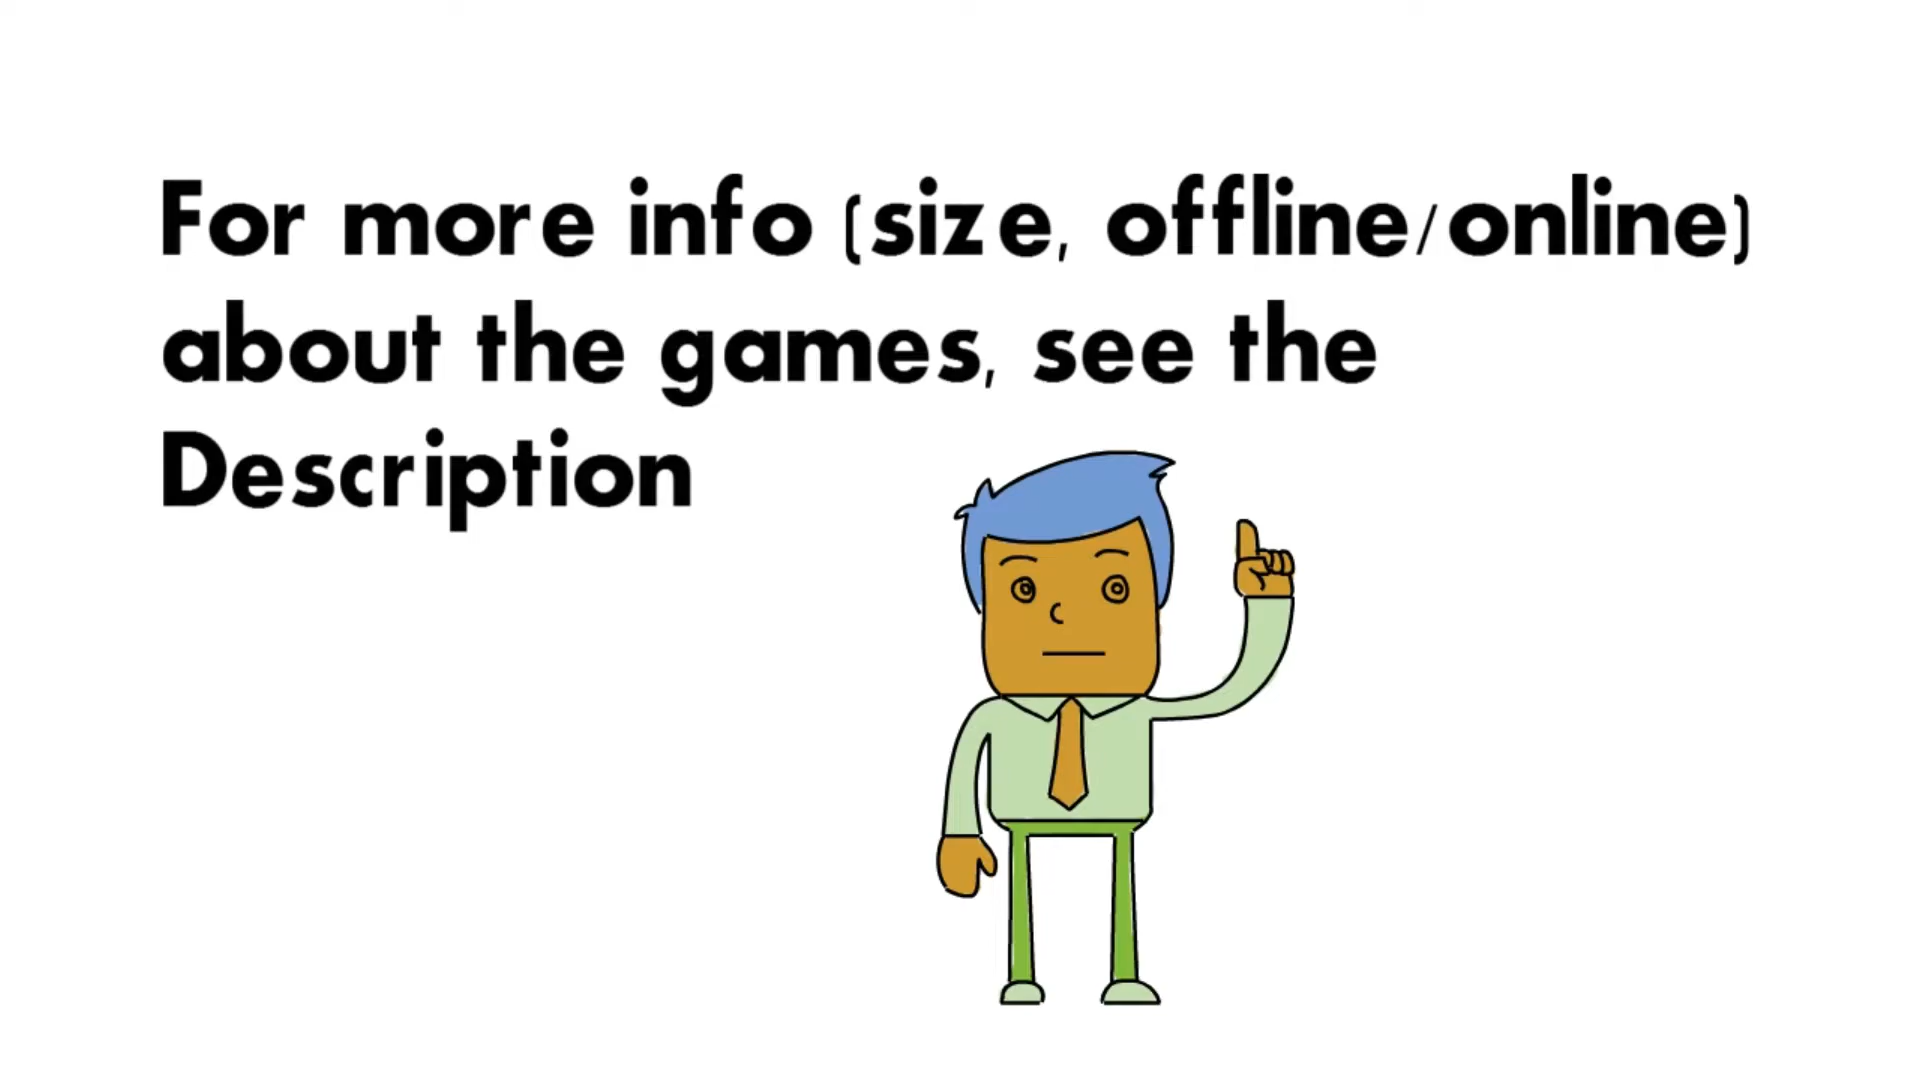 For more info (size, offline/online)
about the games, see the
Description